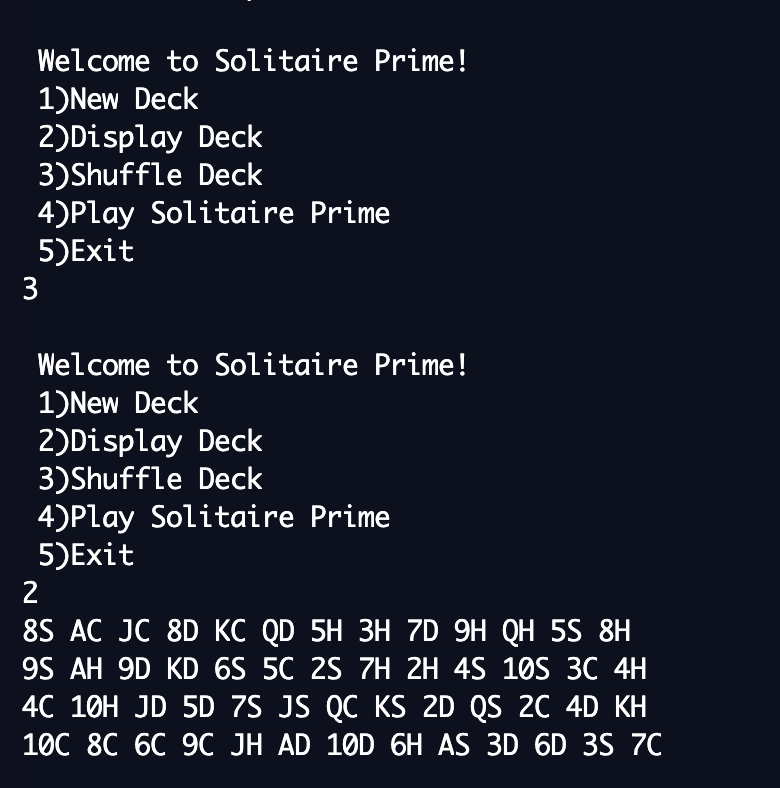 Welcome to Solitaire Prime!
1)New Deck
2)Display Deck
3)Shuffle Deck
4)Play Solitaire Prime
5)Exit
3
Welcome to Solitaire Prime!
1)New Deck
2)Display Deck
3)Shuffle Deck
4)Play Solitaire Prime
5)Exit
2
8S AC JC 8D KC QD 5H 3H 7D 9H QH 5S 8H
9S AH 9D KD 6S 5C 2S 7H 2H 4S 10S 3C 4H
4C 10H JD 5D 7S JS QC KS 2D QS 2C 4D KH
10C 8C 6C 9C JH AD 10D 6H AS 3D 6D 3S 7C